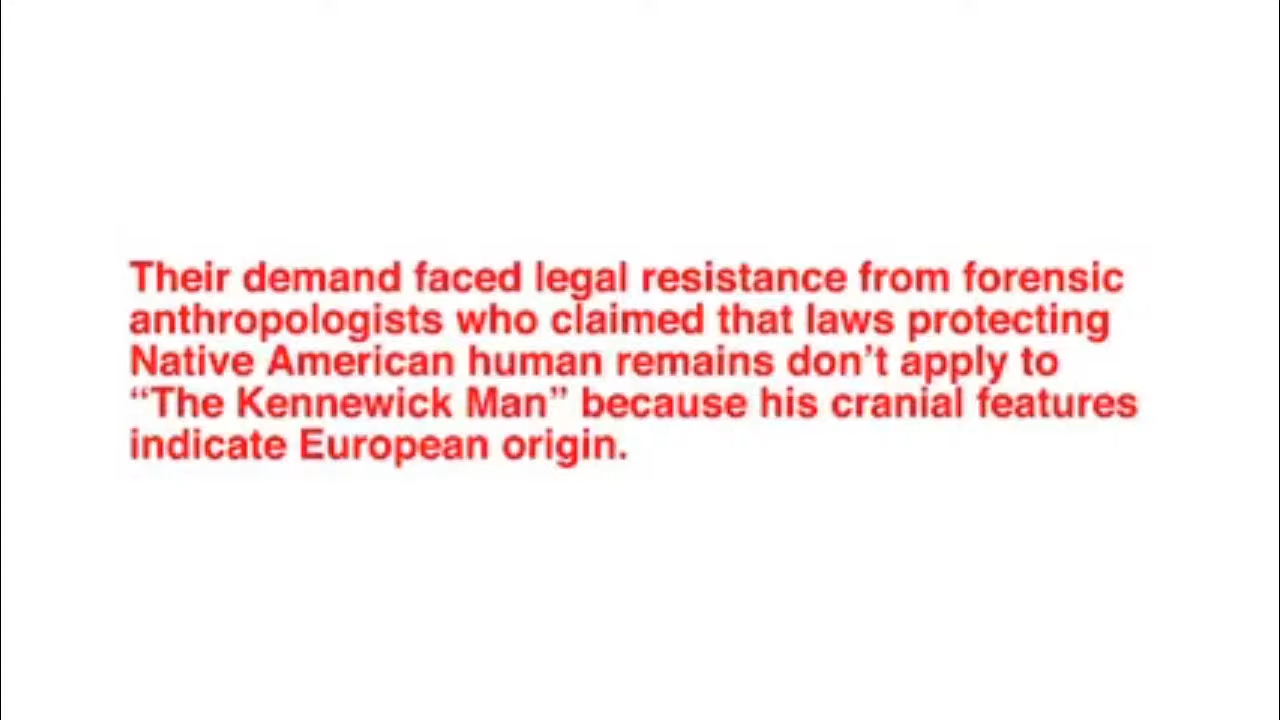 Their demand faced legal resistance from forensic
anthropologists who claimed that laws protecting
Native American human remains don’t apply to
“The Kennewick Man” because his cranial features
indicate European origin.